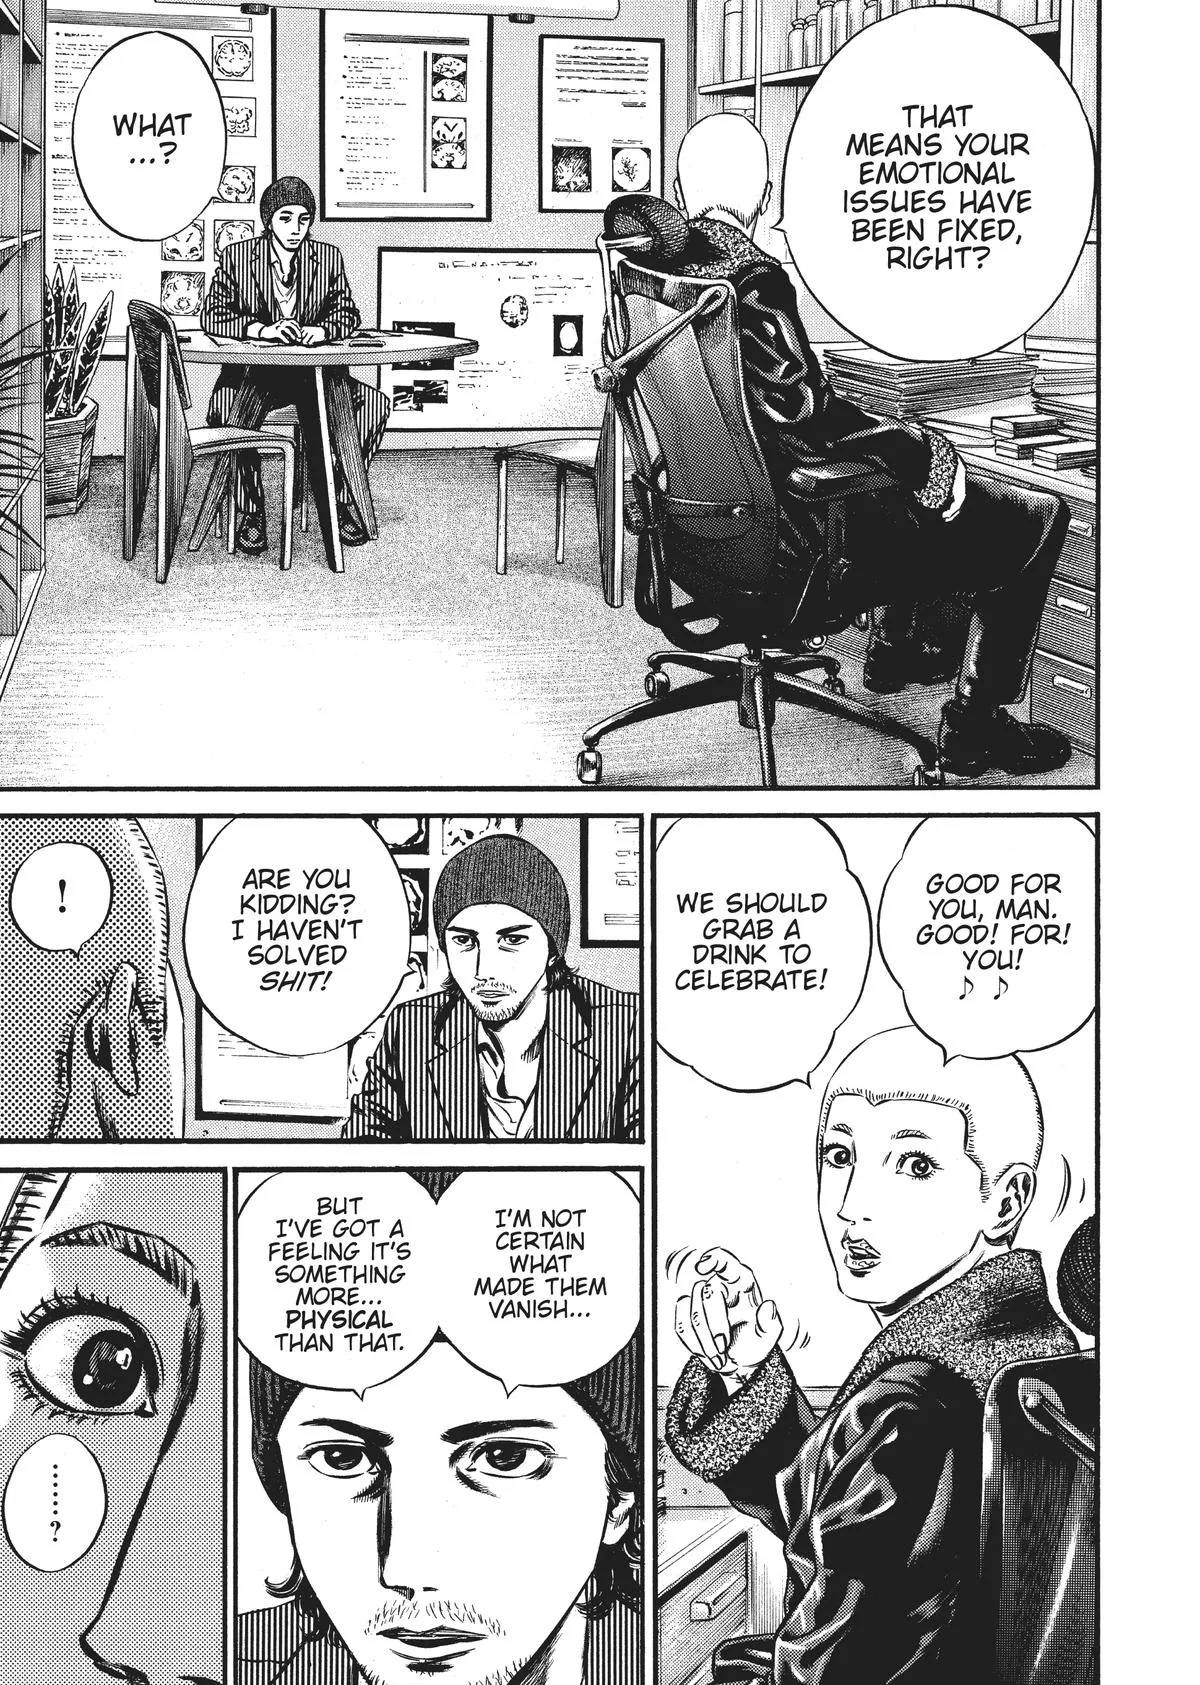 THAT
MEANS YOUR
EMOTIONAL
ISSUES HAVE
BEEN FIXED,
RIGHT?
WHAT
...?
GOOD FOR
YOU, MAN.
GOOD! FOR!
YOU!
♪ ♪
WE SHOULD
GRAB A
DRINK TO
CELEBRATE!
ARE YOU
KIDDING?
I HAVEN'T
SOLVED
SHIT!
!
I'M NOT
CERTAIN
WHAT
MADE THEM
VANISH...
BUT
I'VE GOT A
FEELING IT'S
SOMETHING
MORE...
PHYSICAL
THAN THAT.
......?